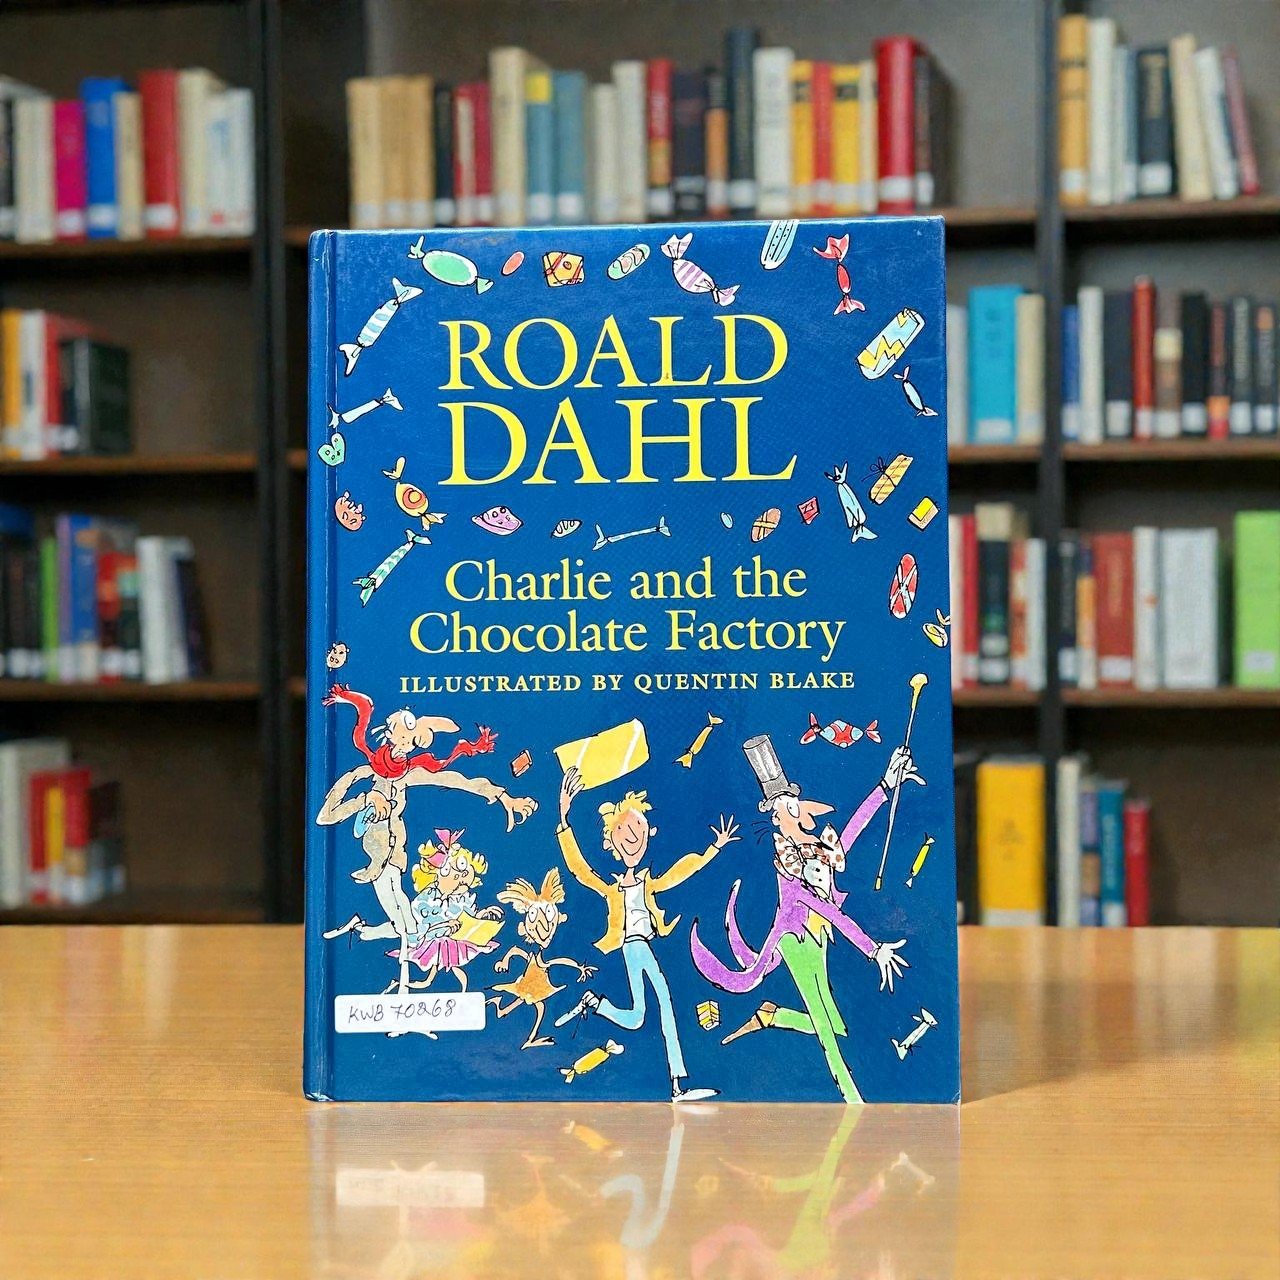 ROALD
DAHL
Charlie and the
Chocolate Factory
ILLUSTRATED BY QUENTIN BLAKE
KWB 70268